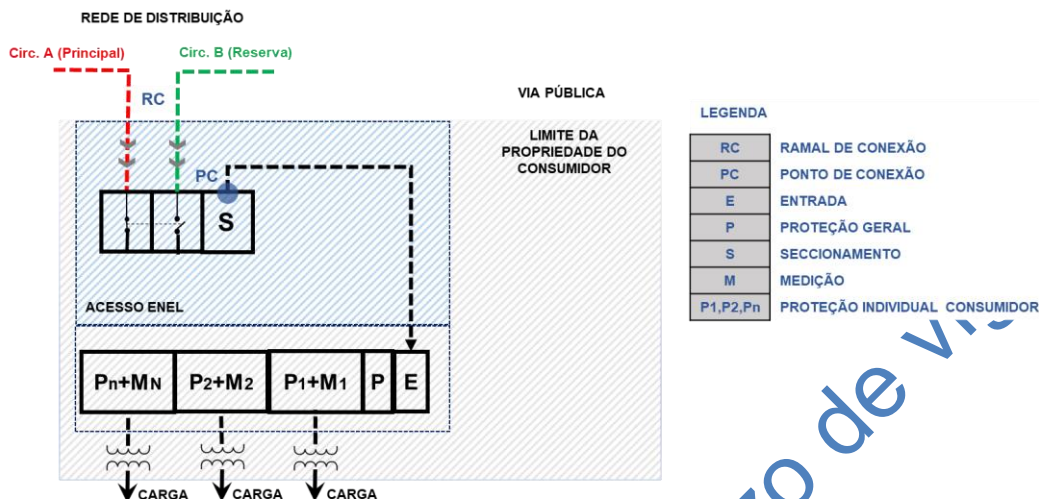 REDE DE DISTRIBUIÇÃO
Circ. A (Principal)
Circ. B (Reserva)
RC
VIA PÚBLICA
LIMITE DA
PROPRIEDADE DO
CONSUMIDOR
PC
S
ACESSO ENEL
Pn+MN
P2+M2
P1+M1
P
E
CARGA
CARGA
CARGA
LEGENDA
RC RAMAL DE CONEXÃO
PC PONTO DE CONEXÃO
E ENTRADA
P PROTEÇÃO GERAL
S SECCIONAMENTO
M MEDIÇÃO
P1,P2,Pn PROTEÇÃO INDIVIDUAL CONSUMIDOR
de